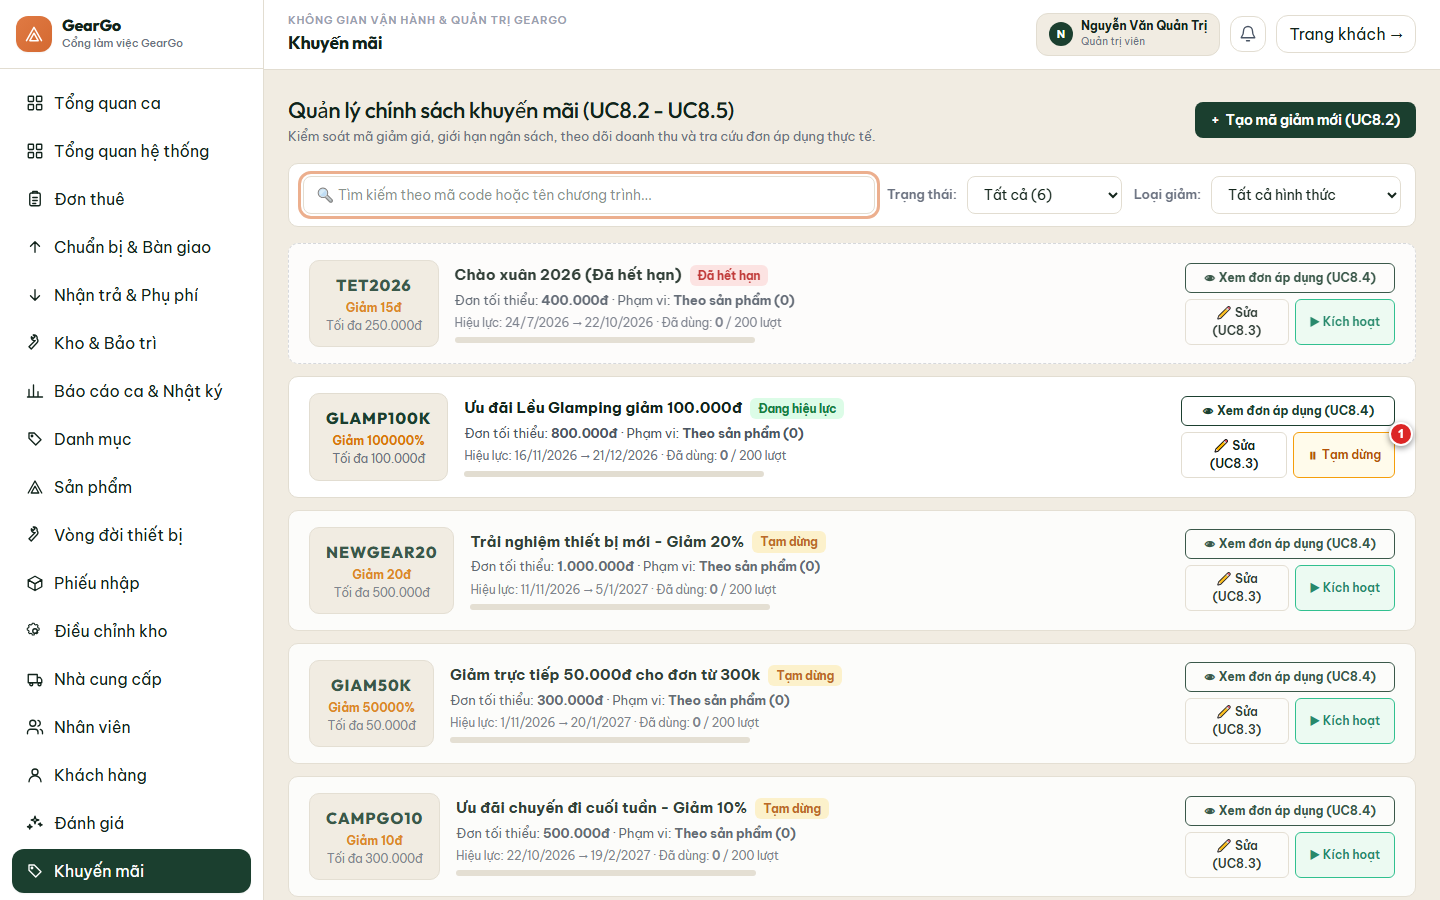 GearGo
Cổng làm việc GearGo
Tổng quan ca
Tổng quan hệ thống
Đơn thuê
Chuẩn bị & Bàn giao
Nhận trả & Phụ phí
Kho & Bảo trì
Báo cáo ca & Nhật ký
Danh mục
Sản phẩm
Vòng đời thiết bị
Phiếu nhập
Điều chỉnh kho
Nhà cung cấp
Nhân viên
Khách hàng
Đánh giá
Khuyến mãi
KHÔNG GIAN VẬN HÀNH & QUẢN TRỊ GEARGO
Khuyến mãi
N
Nguyễn Văn Quản Trị
Quản trị viên
Trang khách →
Quản lý chính sách khuyến mãi (UC8.2 - UC8.5)
Kiểm soát mã giảm giá, giới hạn ngân sách, theo dõi doanh thu và tra cứu đơn áp dụng thực tế.
+ Tạo mã giảm mới (UC8.2)
🔍 Tìm kiếm theo mã code hoặc tên chương trình...
Trạng thái: Tất cả (6)
Loại giảm: Tất cả hình thức
TET2026
Giảm 15đ
Tối đa 250.000đ
Chào xuân 2026 (Đã hết hạn) Đã hết hạn
Đơn tối thiểu: 400.000đ · Phạm vi: Theo sản phẩm (0)
Hiệu lực: 24/7/2026 → 22/10/2026 · Đã dùng: 0 / 200 lượt
👁 Xem đơn áp dụng (UC8.4)
✏️ Sửa
(UC8.3)
▶ Kích hoạt
GLAMP100K
Giảm 100000%
Tối đa 100.000đ
Ưu đãi Lều Glamping giảm 100.000đ Đang hiệu lực
Đơn tối thiểu: 800.000đ · Phạm vi: Theo sản phẩm (0)
Hiệu lực: 16/11/2026 → 21/12/2026 · Đã dùng: 0 / 200 lượt
👁 Xem đơn áp dụng (UC8.4)
✏️ Sửa
(UC8.3)
⏸ Tạm dừng
1
NEWGEAR20
Giảm 20đ
Tối đa 500.000đ
Trải nghiệm thiết bị mới - Giảm 20% Tạm dừng
Đơn tối thiểu: 1.000.000đ · Phạm vi: Theo sản phẩm (0)
Hiệu lực: 11/11/2026 → 5/1/2027 · Đã dùng: 0 / 200 lượt
👁 Xem đơn áp dụng (UC8.4)
✏️ Sửa
(UC8.3)
▶ Kích hoạt
GIAM50K
Giảm 50000%
Tối đa 50.000đ
Giảm trực tiếp 50.000đ cho đơn từ 300k Tạm dừng
Đơn tối thiểu: 300.000đ · Phạm vi: Theo sản phẩm (0)
Hiệu lực: 1/11/2026 → 20/1/2027 · Đã dùng: 0 / 200 lượt
👁 Xem đơn áp dụng (UC8.4)
✏️ Sửa
(UC8.3)
▶ Kích hoạt
CAMPGO10
Giảm 10đ
Tối đa 300.000đ
Ưu đãi chuyến đi cuối tuần - Giảm 10% Tạm dừng
Đơn tối thiểu: 500.000đ · Phạm vi: Theo sản phẩm (0)
Hiệu lực: 22/10/2026 → 19/2/2027 · Đã dùng: 0 / 200 lượt
👁 Xem đơn áp dụng (UC8.4)
✏️ Sửa
(UC8.3)
▶ Kích hoạt